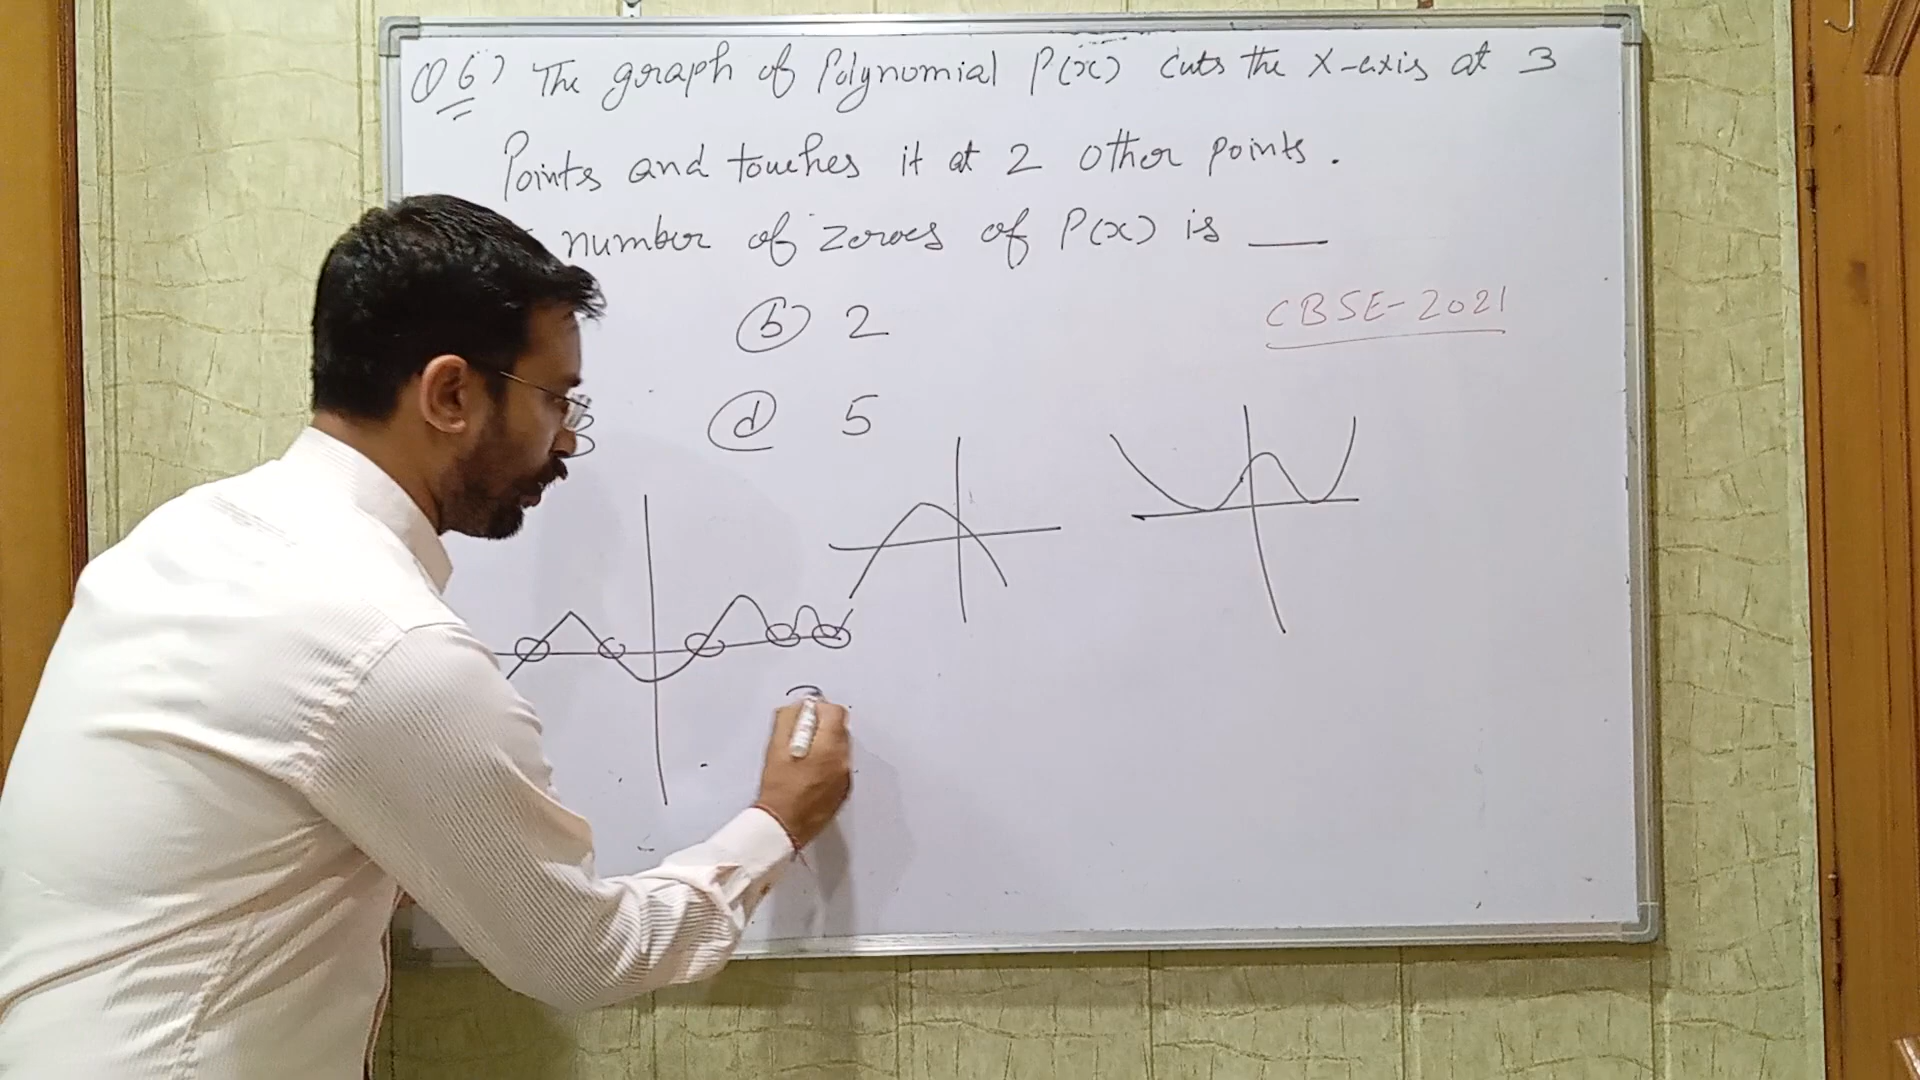 Q6) The graph of Polynomial P(x) cuts the X-axis at 3
Points and touches it at 2 other points.
number of zeroes of P(x) is ___
(b) 2
CBSE-2021
3 (d) 5